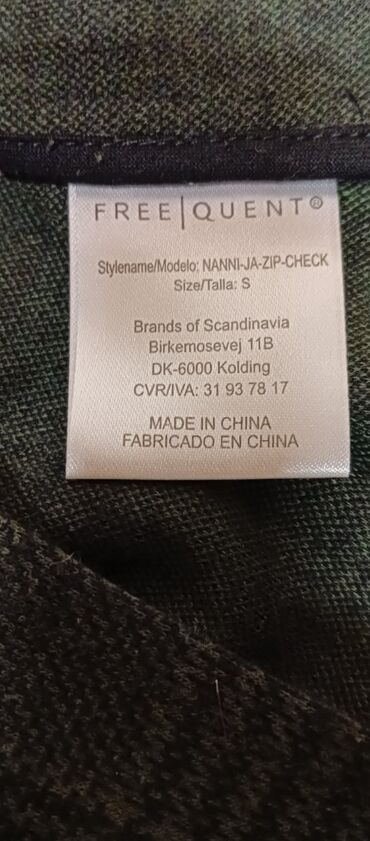 FREE|QUENT®
Stylename/Modelo: NANNI-JA-ZIP-CHECK
Size/Talla: S
Brands of Scandinavia
Birkemosevej 11B
DK-6000 Kolding
CVR/IVA: 31 93 78 17
MADE IN CHINA
FABRICADO EN CHINA